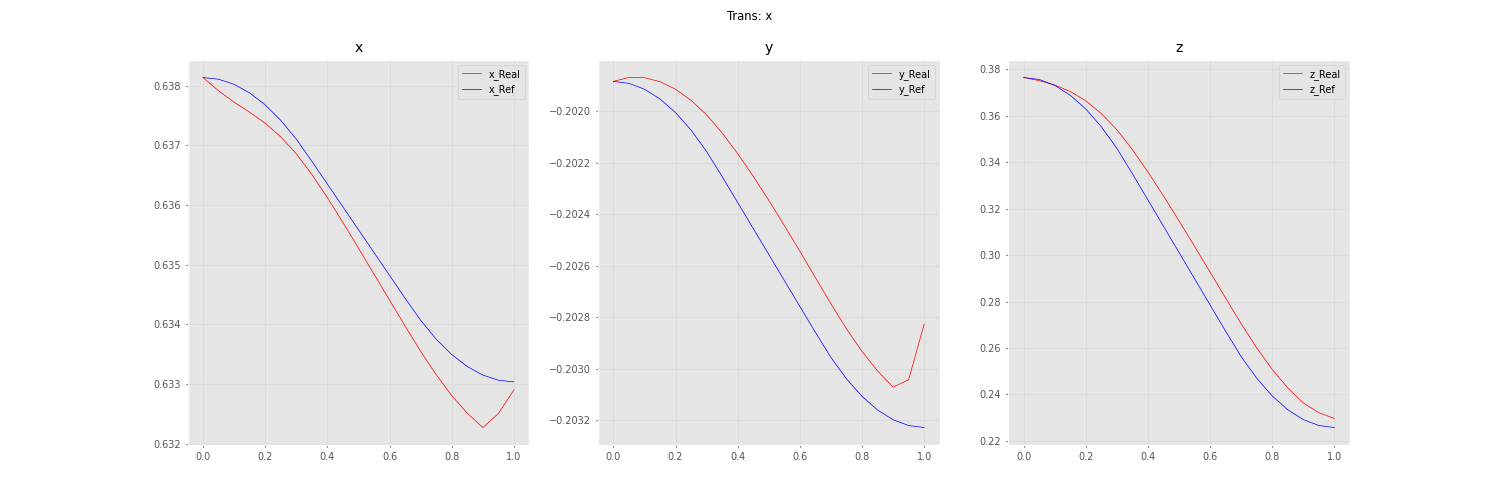 Trans: x
x
x_Real
x_Ref
0.638
0.637
0.636
0.635
0.634
0.633
0.632
0.0 0.2 0.4 0.6 0.8 1.0
y
y_Real
y_Ref
−0.2020
−0.2022
−0.2024
−0.2026
−0.2028
−0.2030
−0.2032
0.0 0.2 0.4 0.6 0.8 1.0
z
z_Real
z_Ref
0.38
0.36
0.34
0.32
0.30
0.28
0.26
0.24
0.22
0.0 0.2 0.4 0.6 0.8 1.0